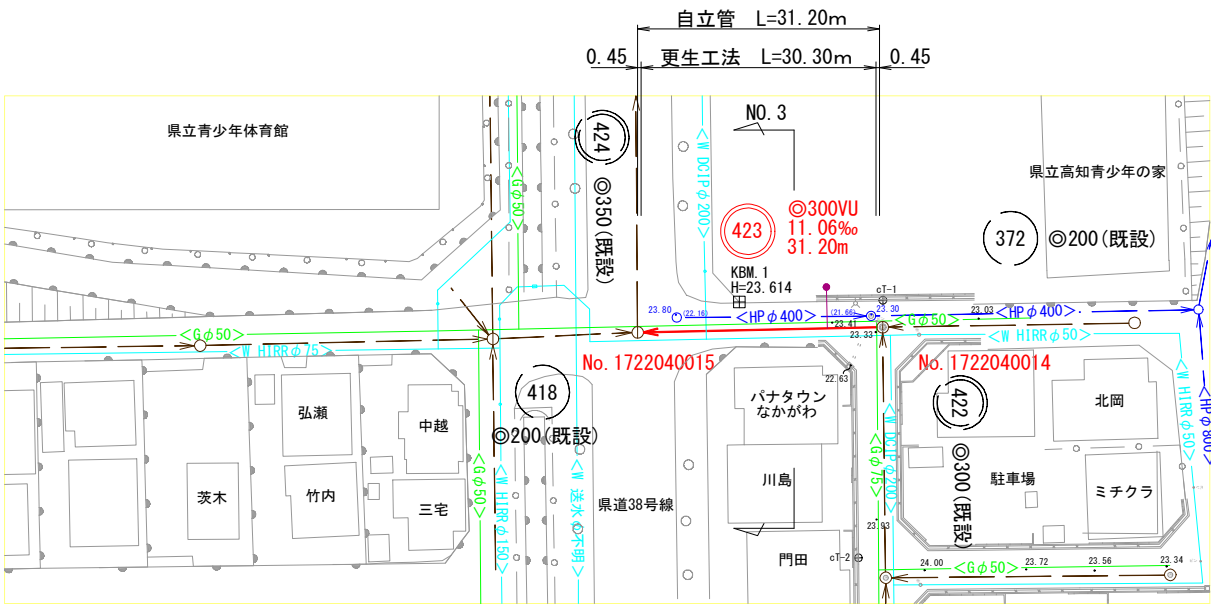 自立管 L=31.20m
0.45 更生工法 L=30.30m 0.45
NO.3
県立青少年体育館
424
◎350(既設)
<Gφ50>
<W DCIPφ200>
県立高知青少年の家
423
◎300VU
11.06‰
31.20m
372
◎200(既設)
KBM.1
H=23.614
cT-1
23.80
(22.16)
<HPφ400>
(21.66)
23.30
23.41
23.33
<Gφ50>
23.03
<HPφ400>
<Gφ50>
<W HIRRφ75>
<W HIRRφ50>
No.1722040015
No.1722040014
22.63
418
◎200(既設)
422
◎300(既設)
パナタウン
なかがわ
北岡
弘瀬
中越
茨木
竹内
三宅
川島
駐車場
ミチクラ
県道38号線
門田
cT-2
<Gφ50>
<W HIRRφ150>
<W 送水φ不明>
<Gφ75>
<W DCIPφ200>
<W HIRRφ50>
<HPφ800>
23.93
24.00
<Gφ50>
23.72
23.56
23.34